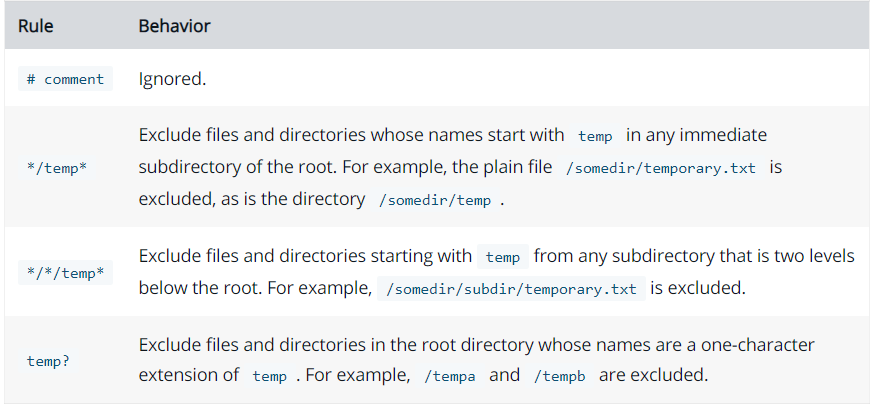 Rule Behavior
# comment Ignored.
Exclude files and directories whose names start with temp in any immediate
*/temp* subdirectory of the root. For example, the plain file /somedir/temporary.txt is
excluded, as is the directory /somedir/temp .
Exclude files and directories starting with temp from any subdirectory that is two levels
*/*/temp* below the root. For example, /somedir/subdir/temporary.txt is excluded.
Exclude files and directories in the root directory whose names are a one-character
temp? extension of temp . For example, /tempa and /tempb are excluded.